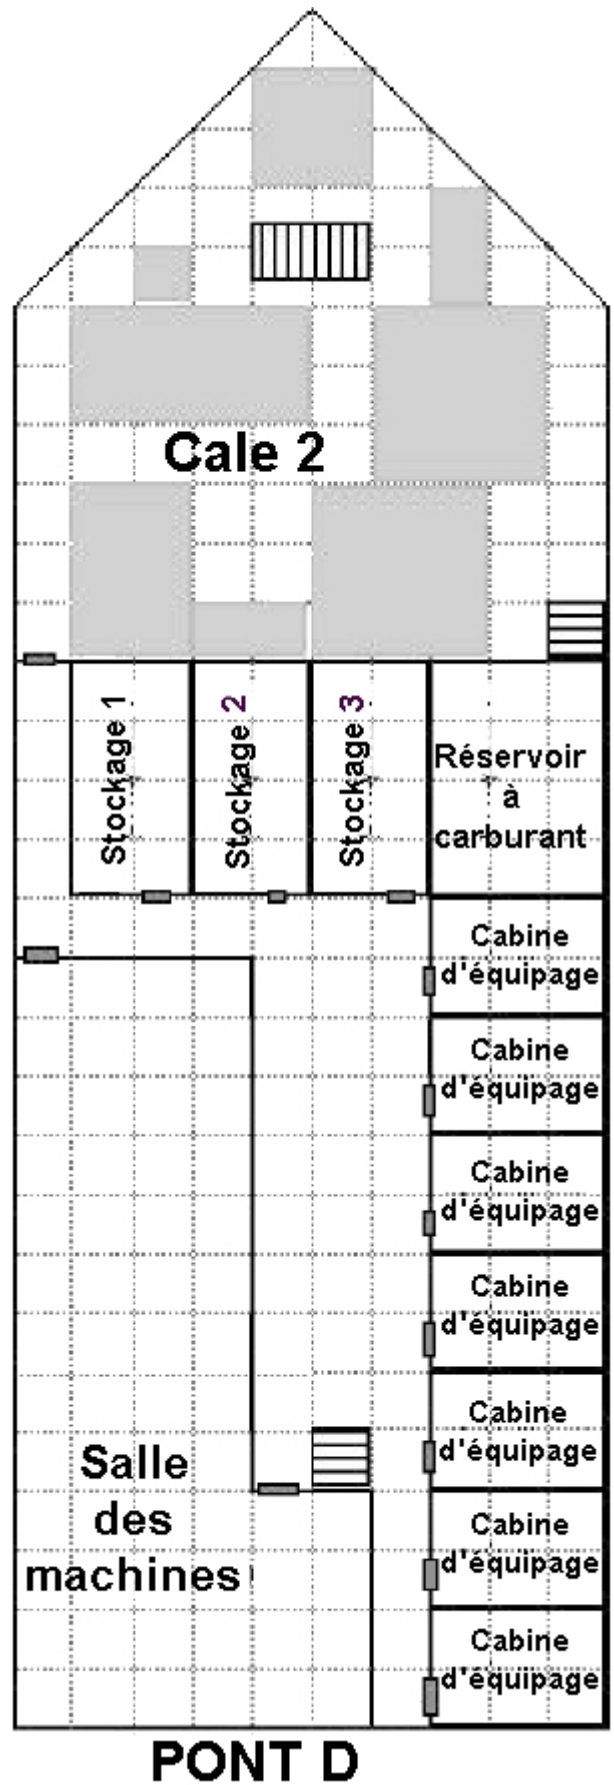 Cale 2
Stockage 1
Stockage 2
Stockage 3
Réservoir
à
carburant
Cabine
d'équipage
Cabine
d'équipage
Cabine
d'équipage
Cabine
d'équipage
Cabine
d'équipage
Cabine
d'équipage
Cabine
d'équipage
Salle
des
machines
PONT D